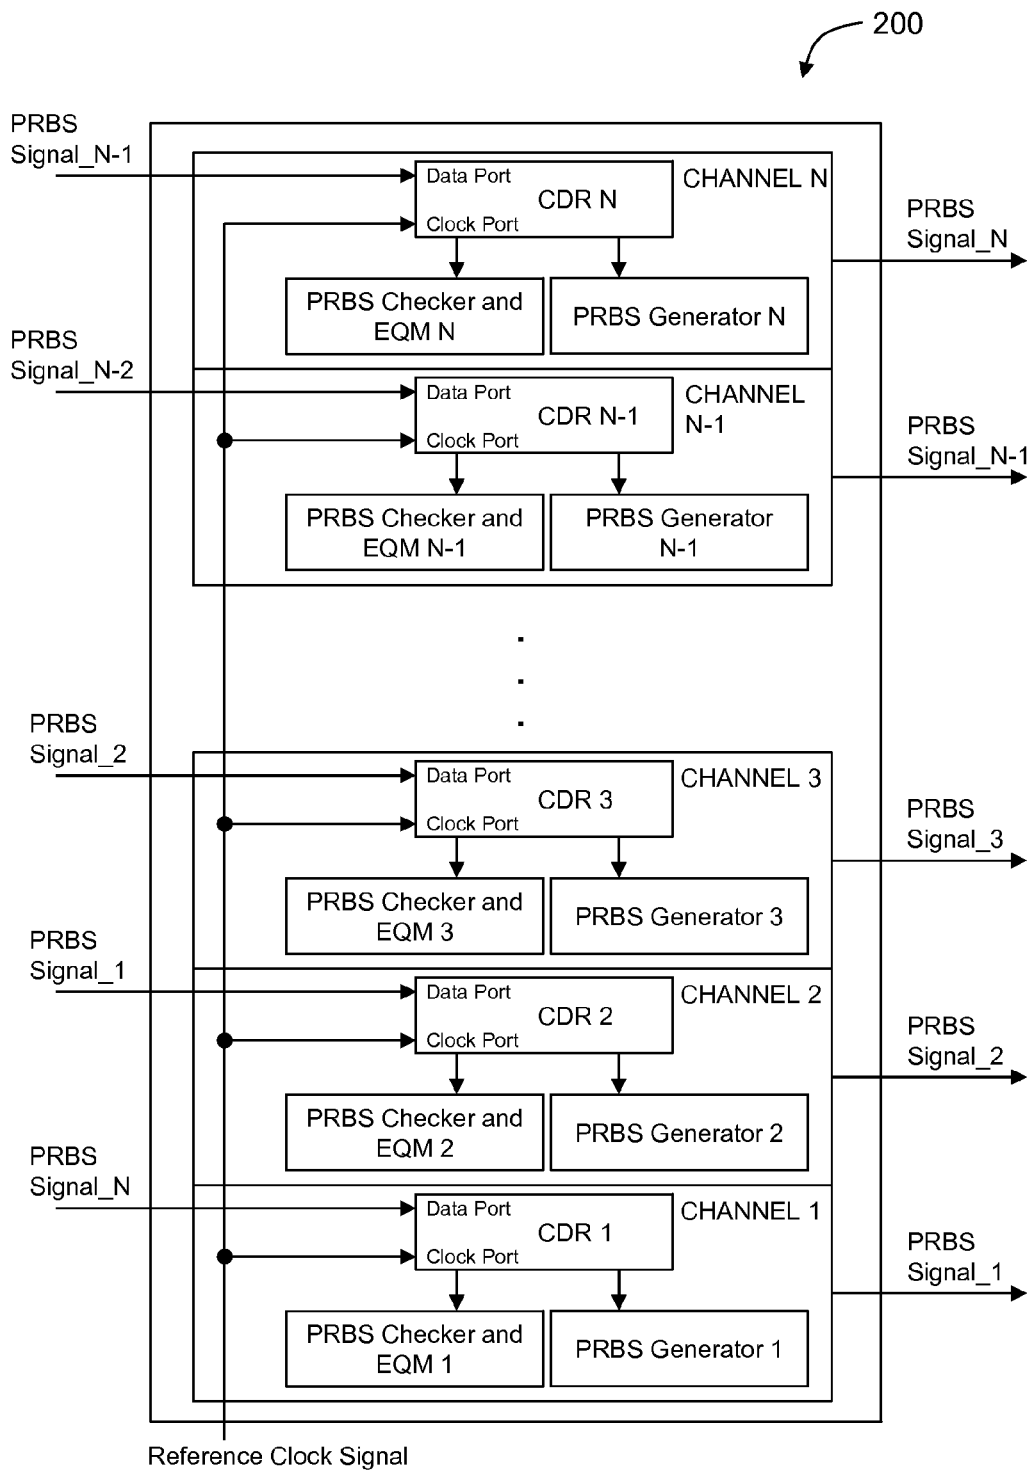 200
PRBS
Signal_N-1
Data Port
CDR N
Clock Port
CHANNEL N
PRBS
Signal_N
PRBS Checker and
EQM N
PRBS Generator N
PRBS
Signal_N-2
Data Port
CDR N-1
Clock Port
CHANNEL
N-1
PRBS
Signal_N-1
PRBS Checker and
EQM N-1
PRBS Generator
N-1
PRBS
Signal_2
Data Port
CDR 3
Clock Port
CHANNEL 3
PRBS
Signal_3
PRBS Checker and
EQM 3
PRBS Generator 3
PRBS
Signal_1
Data Port
CDR 2
Clock Port
CHANNEL 2
PRBS
Signal_2
PRBS Checker and
EQM 2
PRBS Generator 2
PRBS
Signal_N
Data Port
CDR 1
Clock Port
CHANNEL 1
PRBS
Signal_1
PRBS Checker and
EQM 1
PRBS Generator 1
Reference Clock Signal